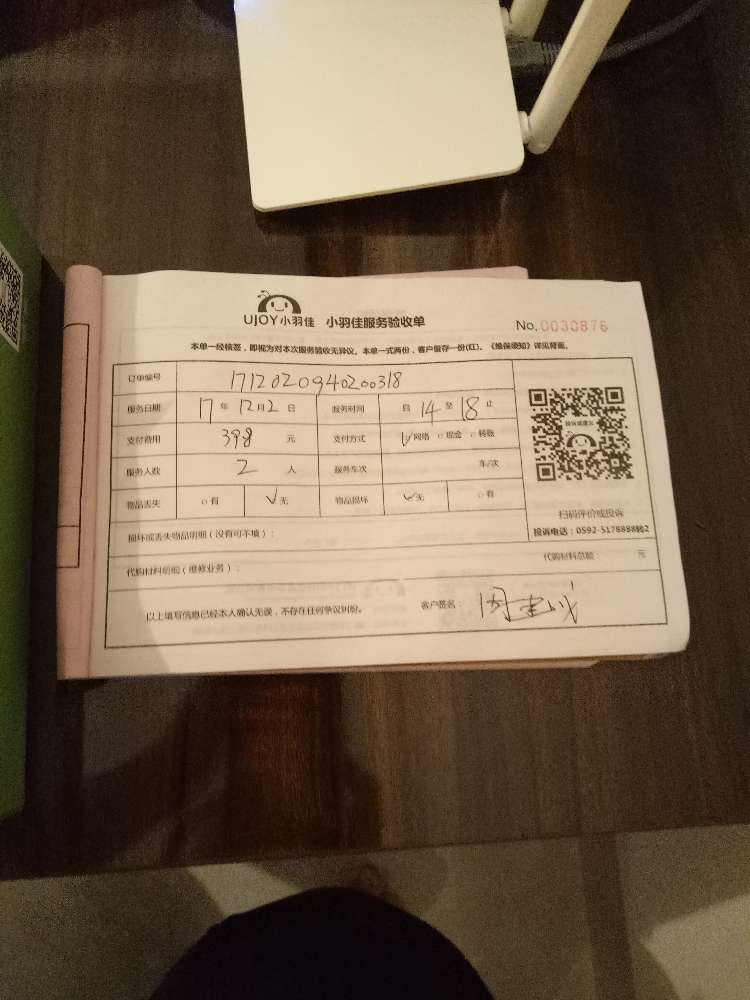 UJOY小羽佳 小羽佳服务验收单 No.0030876
本单一经核签，即视为对本次服务验收无异议。本单一式两份，客户留存一份(红)。《维保须知》详见背面。
订单编号 1712020940200318
服务日期 17年12月2日 服务时间 自14至18止
支付费用 398 元 支付方式 √网络 ○现金 ○转账
服务人数 2 人 服务车次 车/次
物品丢失 ○有 √无 物品损坏 √无 ○有
扫码评价或投诉
投诉电话：0592-5178888转2
损坏或丢失物品明细（没有可不填）：
代购材料明细（维修业务）： 代购材料总额： 元
以上填写信息已经本人确认无误，不存在任何争议纠纷。 客户签名：